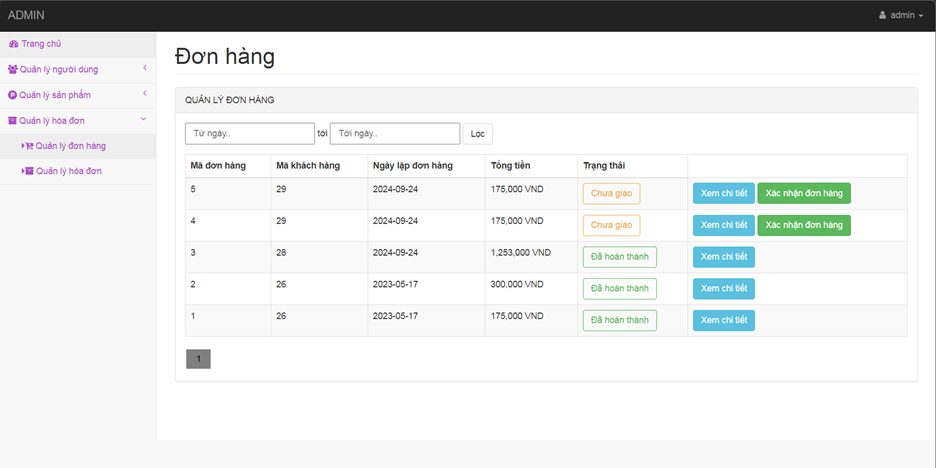 ADMIN
admin
Trang chủ
Quản lý người dùng
Quản lý sản phẩm
Quản lý hóa đơn
Quản lý đơn hàng
Quản lý hóa đơn
Đơn hàng
QUẢN LÝ ĐƠN HÀNG
Từ ngày.. tới Tới ngày.. Lọc
Mã đơn hàng Mã khách hàng Ngày lập đơn hàng Tổng tiền Trạng thái
5 29 2024-09-24 175,000 VND Chưa giao Xem chi tiết Xác nhận đơn hàng
4 29 2024-09-24 175,000 VND Chưa giao Xem chi tiết Xác nhận đơn hàng
3 28 2024-09-24 1,253,000 VND Đã hoàn thành Xem chi tiết
2 26 2023-05-17 300,000 VND Đã hoàn thành Xem chi tiết
1 26 2023-05-17 175,000 VND Đã hoàn thành Xem chi tiết
1